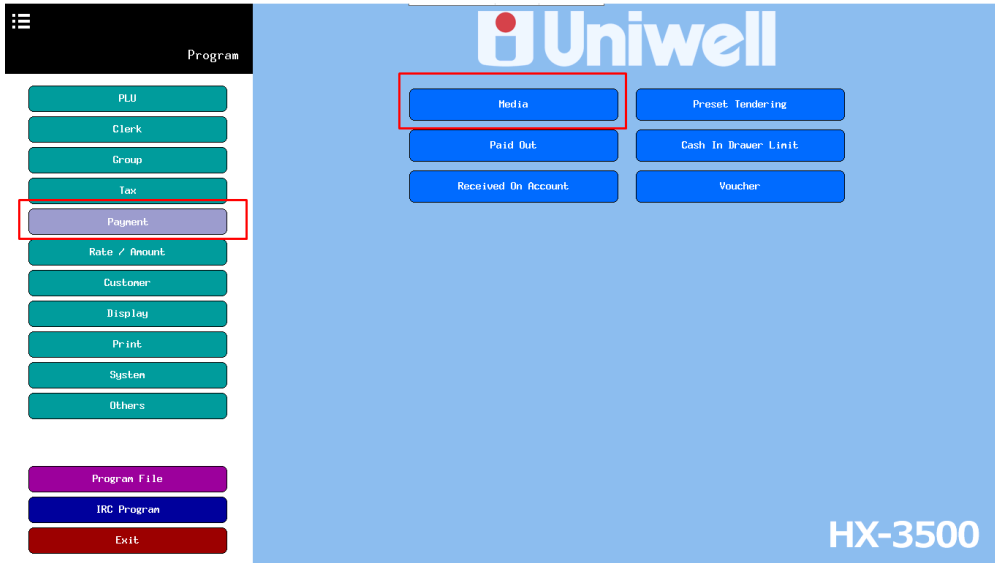 Program
PLU
Clerk
Group
Tax
Payment
Rate / Amount
Customer
Display
Print
System
Others
Program File
IRC Program
Exit
Uniwell
Media
Preset Tendering
Paid Out
Cash In Drawer Limit
Received On Account
Voucher
HX-3500